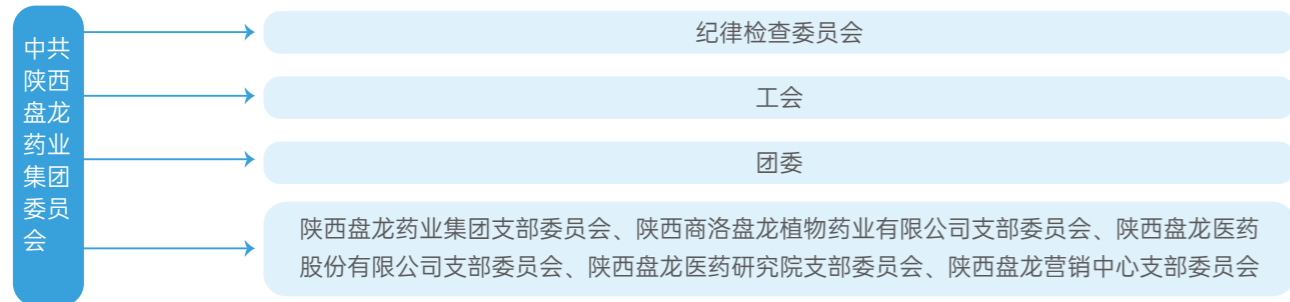 中共
陕西
盘龙
药业
集团
委员
会
纪律检查委员会
工会
团委
陕西盘龙药业集团支部委员会、陕西商洛盘龙植物药业有限公司支部委员会、陕西盘龙医药
股份有限公司支部委员会、陕西盘龙医药研究院支部委员会、陕西盘龙营销中心支部委员会